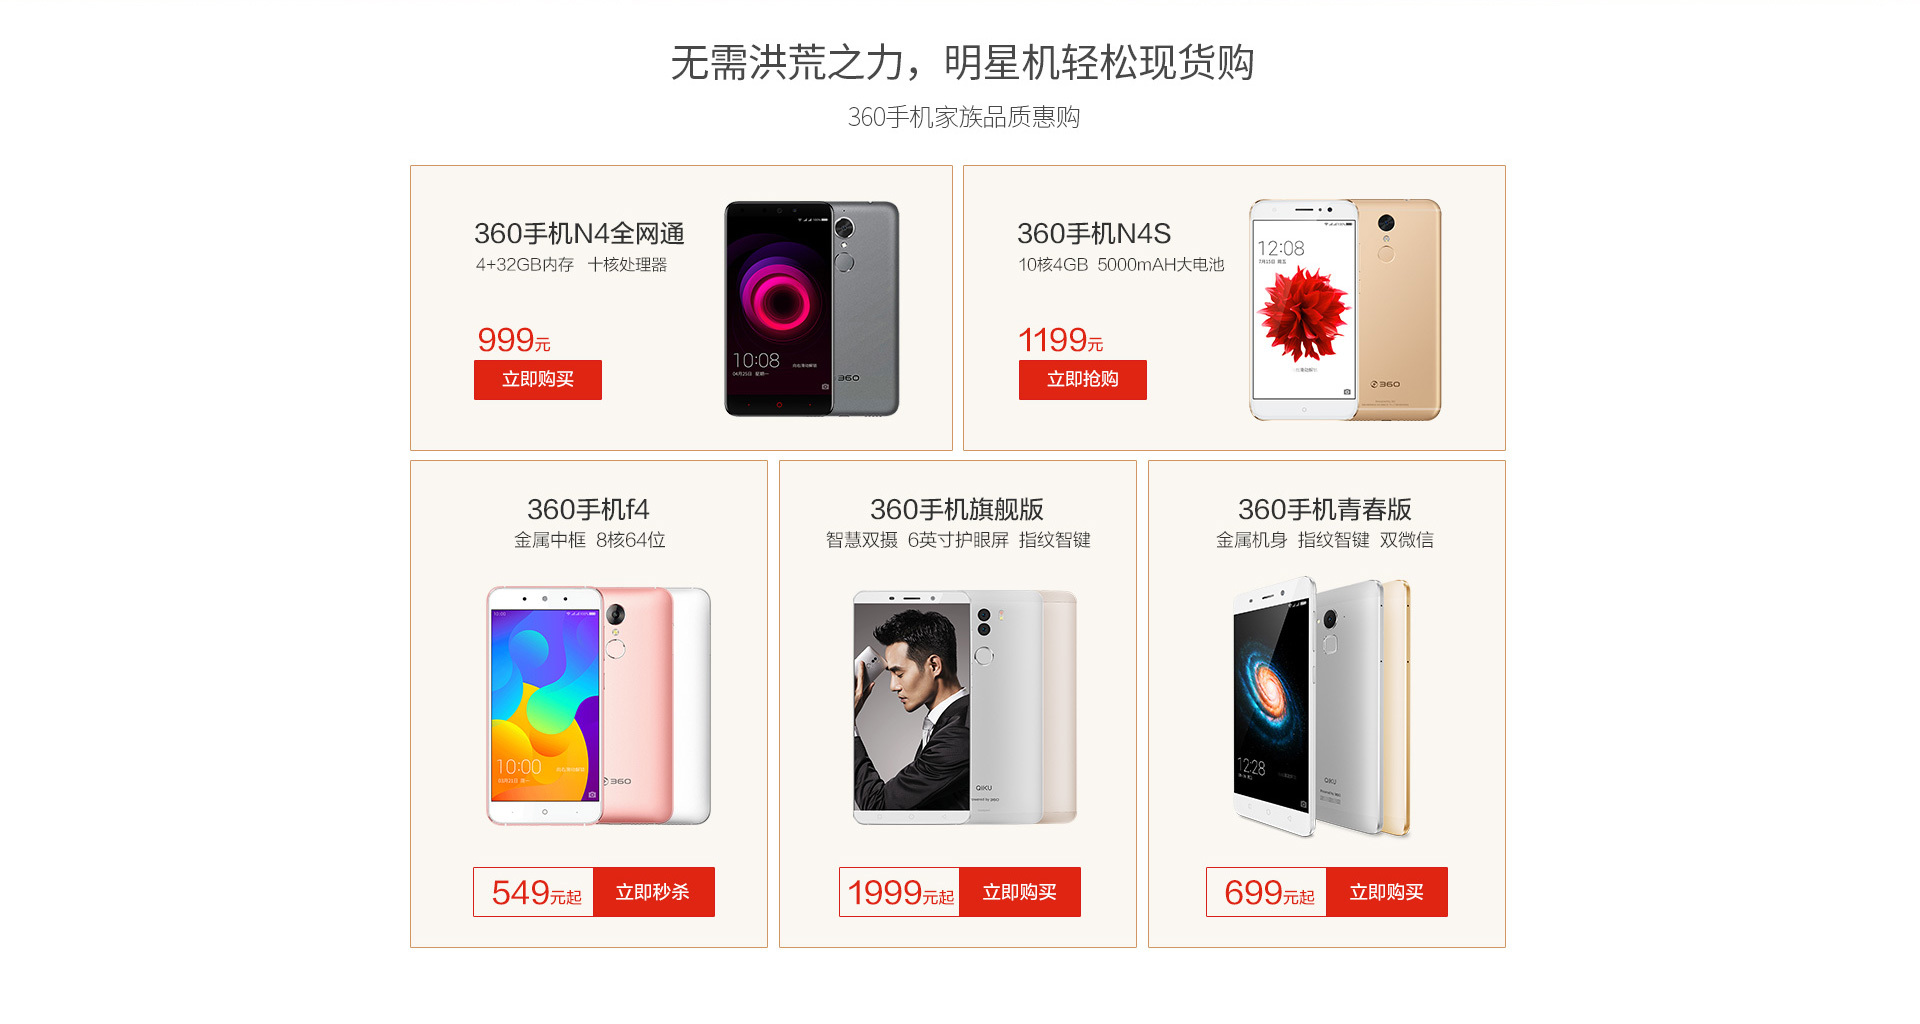 无需洪荒之力，明星机轻松现货购
360手机家族品质惠购
360手机N4全网通
4+32GB内存 十核处理器
999元
立即购买
10:08
360
360手机N4S
10核4GB 5000mAH大电池
1199元
立即抢购
12:08
360
360手机f4
金属中框 8核64位
10:00
360
549元起
立即秒杀
360手机旗舰版
智慧双摄 6英寸护眼屏 指纹智键
QIKU
1999元起
立即购买
360手机青春版
金属机身 指纹智键 双微信
12:28
QIKU
699元起
立即购买